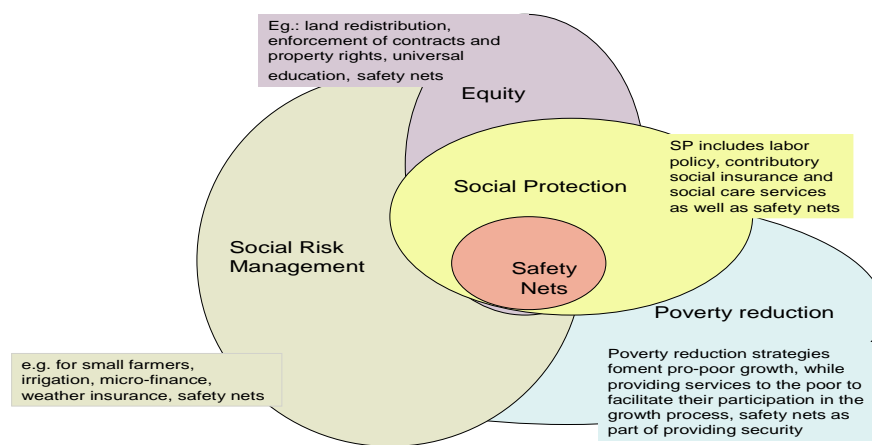 Eg.: land redistribution,
enforcement of contracts and
property rights, universal
education, safety nets
Equity
SP includes labor
policy, contributory
social insurance and
social care services
as well as safety nets
Social Protection
Social Risk
Management
Safety
Nets
Poverty reduction
e.g. for small farmers,
irrigation, micro-finance,
weather insurance, safety nets
Poverty reduction strategies
foment pro-poor growth, while
providing services to the poor to
facilitate their participation in the
growth process, safety nets as
part of providing security